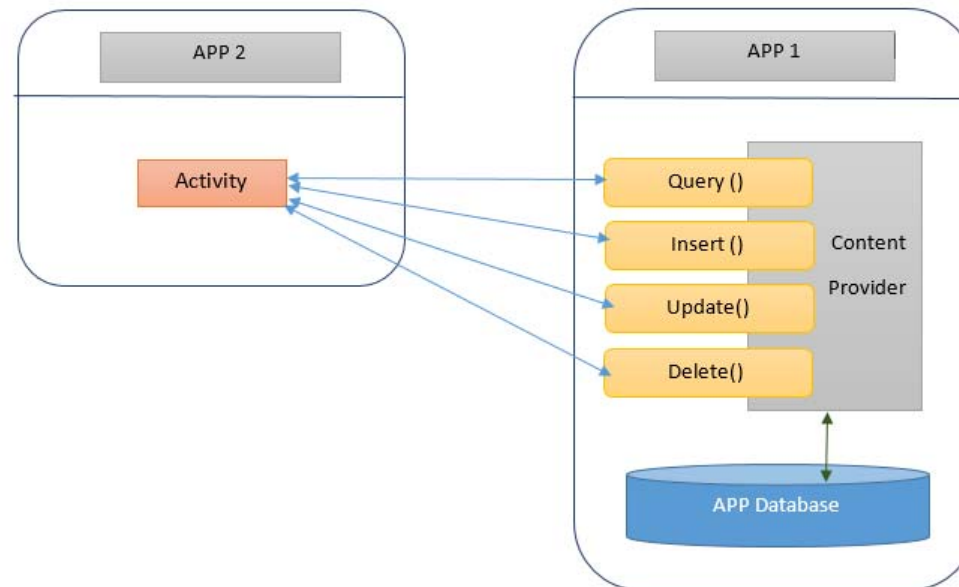 APP 2
APP 1
Activity
Query ()
Insert ()
Update()
Delete()
Content
Provider
APP Database